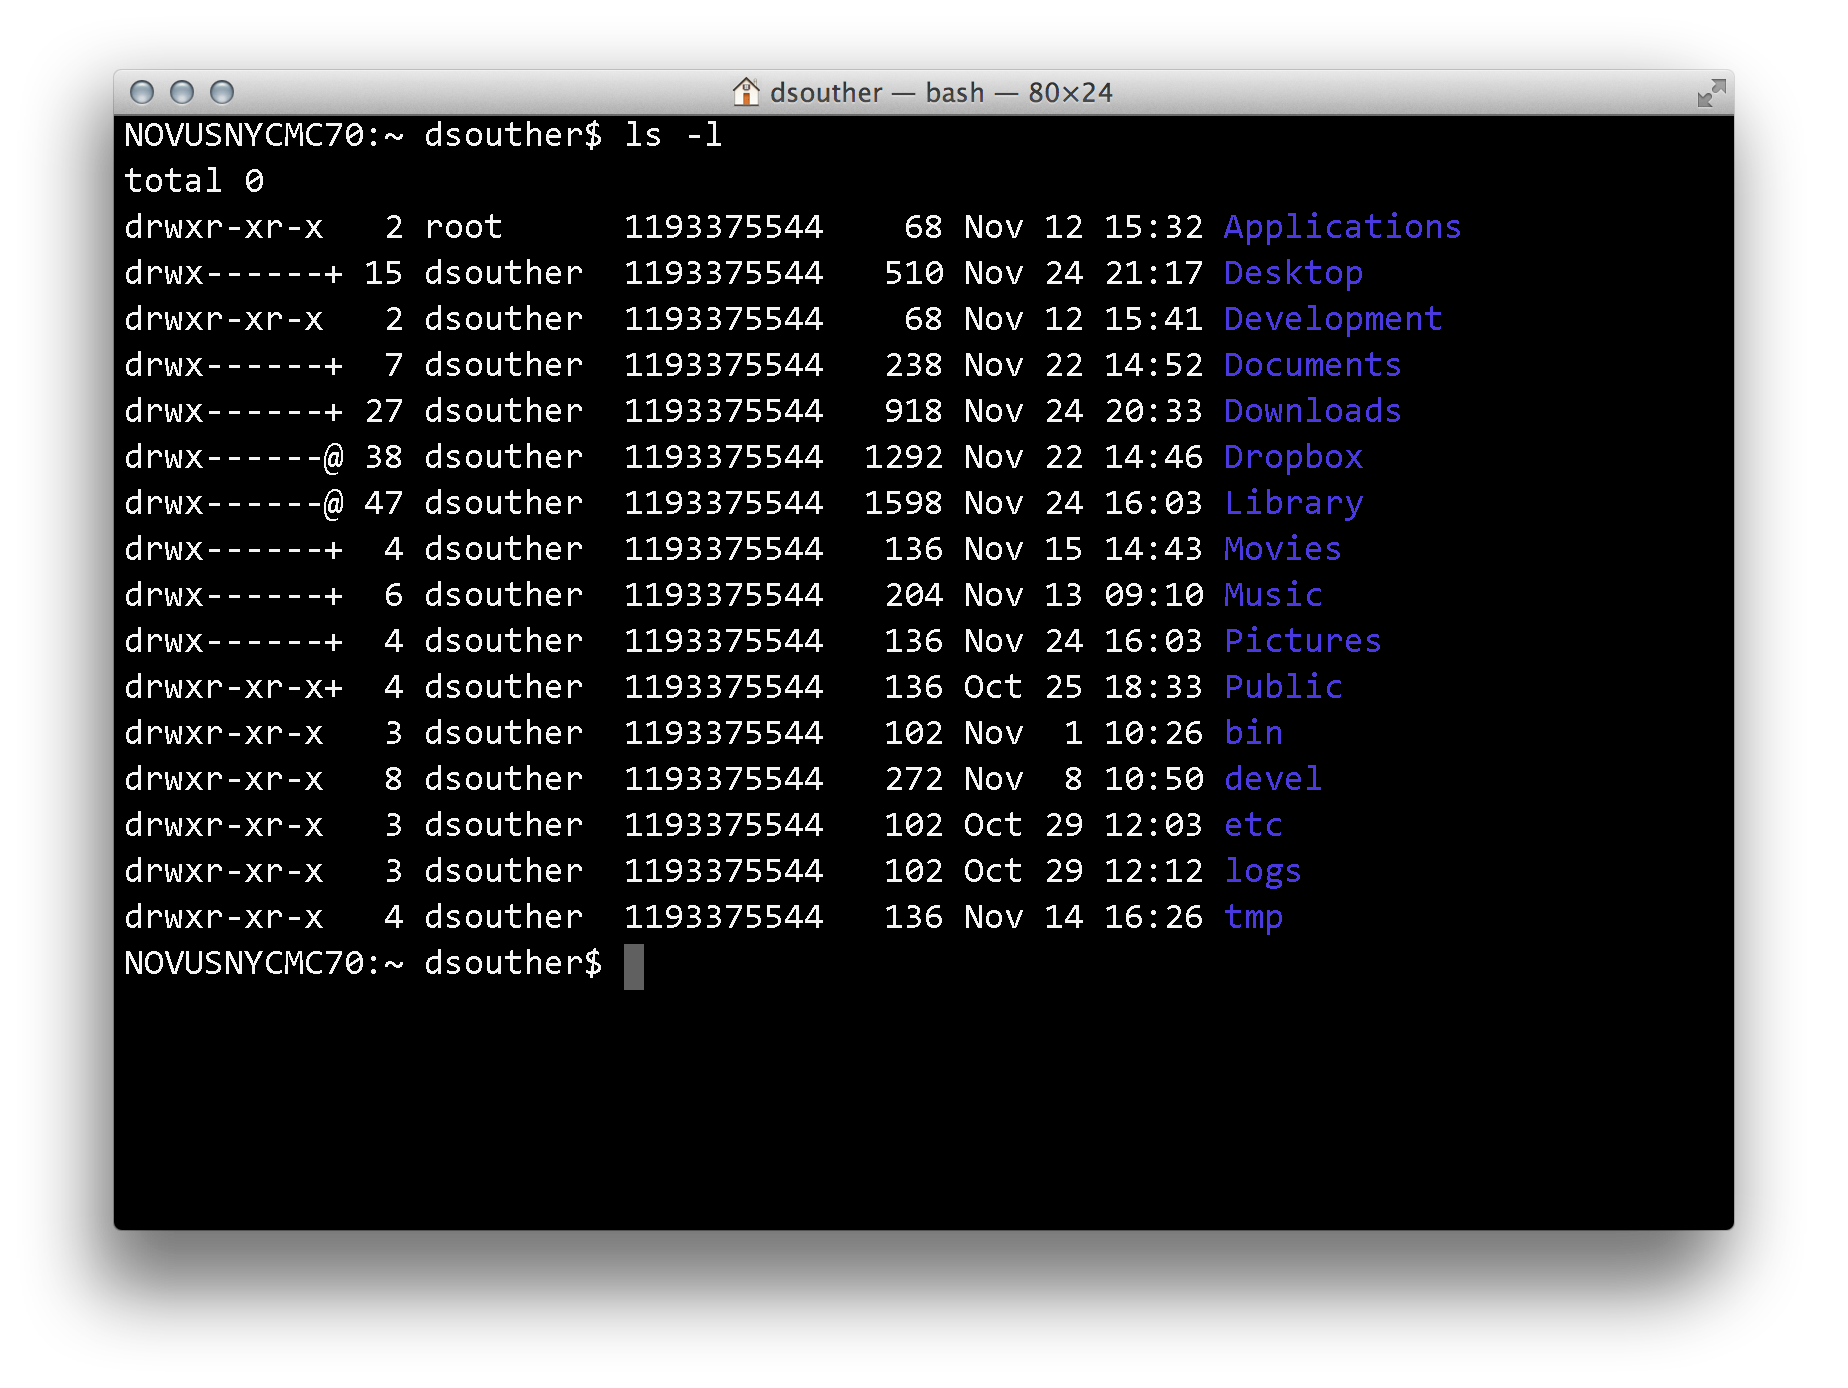 dsouther — bash — 80×24
NOVUSNYCMC70:~ dsouther$ ls -l
total 0
drwxr-xr-x   2 root      1193375544    68 Nov 12 15:32 Applications
drwx------+ 15 dsouther  1193375544   510 Nov 24 21:17 Desktop
drwxr-xr-x   2 dsouther  1193375544    68 Nov 12 15:41 Development
drwx------+  7 dsouther  1193375544   238 Nov 22 14:52 Documents
drwx------+ 27 dsouther  1193375544   918 Nov 24 20:33 Downloads
drwx------@ 38 dsouther  1193375544  1292 Nov 22 14:46 Dropbox
drwx------@ 47 dsouther  1193375544  1598 Nov 24 16:03 Library
drwx------+  4 dsouther  1193375544   136 Nov 15 14:43 Movies
drwx------+  6 dsouther  1193375544   204 Nov 13 09:10 Music
drwx------+  4 dsouther  1193375544   136 Nov 24 16:03 Pictures
drwxr-xr-x+  4 dsouther  1193375544   136 Oct 25 18:33 Public
drwxr-xr-x   3 dsouther  1193375544   102 Nov  1 10:26 bin
drwxr-xr-x   8 dsouther  1193375544   272 Nov  8 10:50 devel
drwxr-xr-x   3 dsouther  1193375544   102 Oct 29 12:03 etc
drwxr-xr-x   3 dsouther  1193375544   102 Oct 29 12:12 logs
drwxr-xr-x   4 dsouther  1193375544   136 Nov 14 16:26 tmp
NOVUSNYCMC70:~ dsouther$